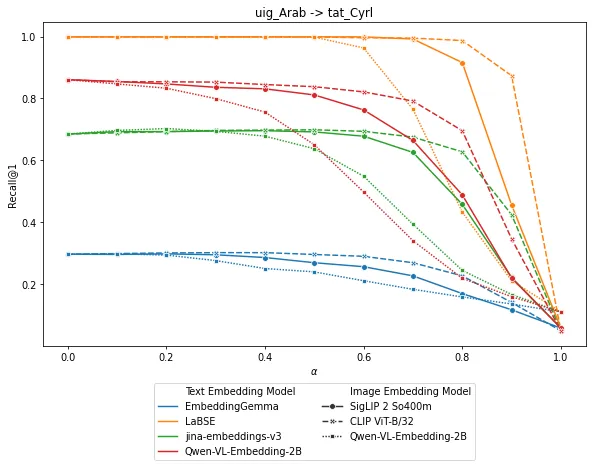 uig_Arab -> tat_Cyrl
Recall@1
1.0
0.8
0.6
0.4
0.2
0.0 0.2 0.4 0.6 0.8 1.0
α
Text Embedding Model Image Embedding Model
EmbeddingGemma SigLIP 2 So400m
LaBSE CLIP ViT-B/32
jina-embeddings-v3 Qwen-VL-Embedding-2B
Qwen-VL-Embedding-2B